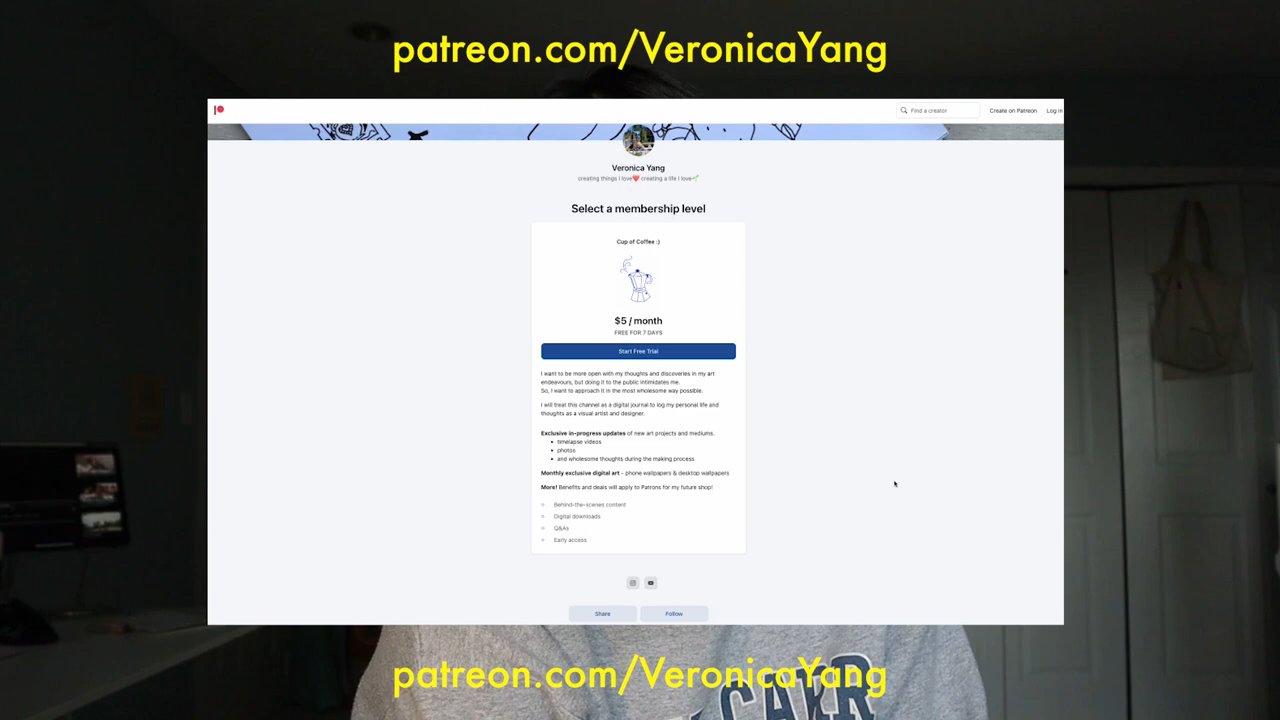 patreon.com/VeronicaYang
Find a creator
Create on Patreon
Log in
Veronica Yang
creating things I love❤️ creating a life I love🌱
Select a membership level
Cup of Coffee :)
$5 / month
FREE FOR 7 DAYS
Start Free Trial
I want to be more open with my thoughts and discoveries in my art
endeavours, but doing it to the public intimidates me.
So, I want to approach it in the most wholesome way possible.
I will treat this channel as a digital journal to log my personal life and
thoughts as a visual artist and designer.
Exclusive in-progress updates of new art projects and mediums.
timelapse videos
photos
and wholesome thoughts during the making process
Monthly exclusive digital art - phone wallpapers & desktop wallpapers
More! Benefits and deals will apply to Patrons for my future shop!
Behind-the-scenes content
Digital downloads
Q&As
Early access
Share
Follow
patreon.com/VeronicaYang